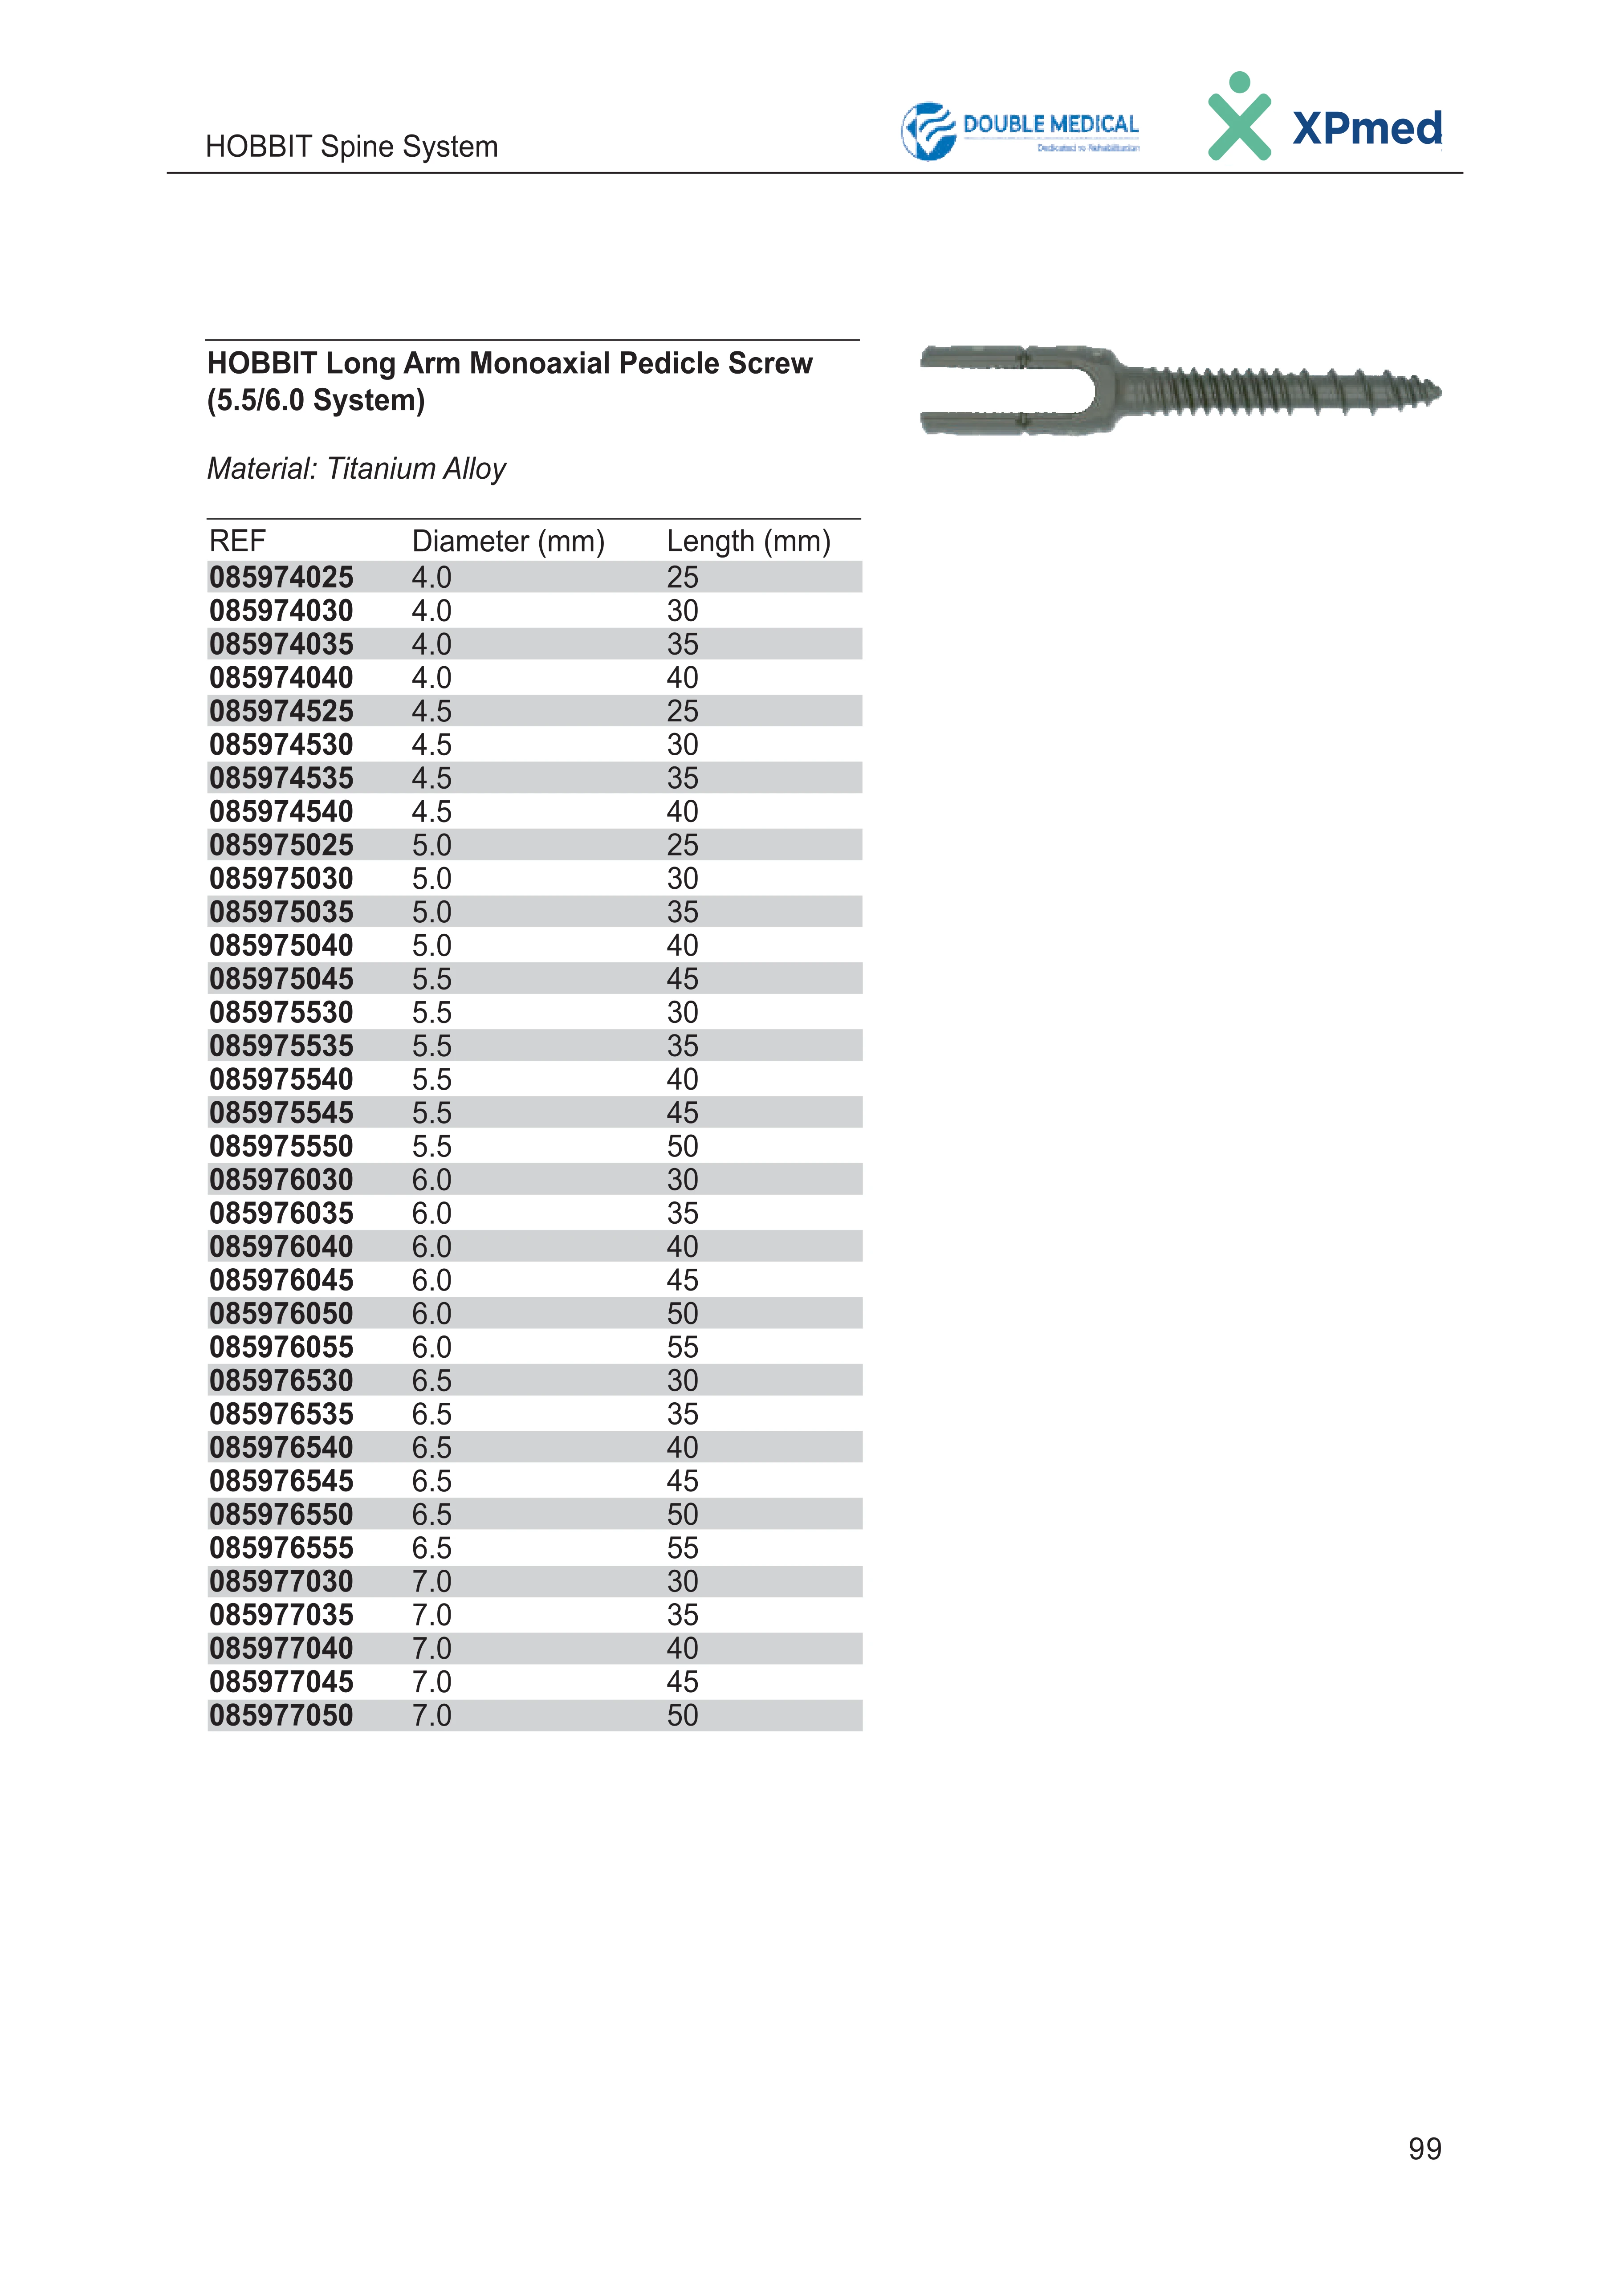 HOBBIT Spine System
DOUBLE MEDICAL
Dedicated to Rehabilitation
XPmed
HOBBIT Long Arm Monoaxial Pedicle Screw
(5.5/6.0 System)
Material: Titanium Alloy
REF Diameter (mm) Length (mm)
085974025 4.0 25
085974030 4.0 30
085974035 4.0 35
085974040 4.0 40
085974525 4.5 25
085974530 4.5 30
085974535 4.5 35
085974540 4.5 40
085975025 5.0 25
085975030 5.0 30
085975035 5.0 35
085975040 5.0 40
085975045 5.5 45
085975530 5.5 30
085975535 5.5 35
085975540 5.5 40
085975545 5.5 45
085975550 5.5 50
085976030 6.0 30
085976035 6.0 35
085976040 6.0 40
085976045 6.0 45
085976050 6.0 50
085976055 6.0 55
085976530 6.5 30
085976535 6.5 35
085976540 6.5 40
085976545 6.5 45
085976550 6.5 50
085976555 6.5 55
085977030 7.0 30
085977035 7.0 35
085977040 7.0 40
085977045 7.0 45
085977050 7.0 50
99